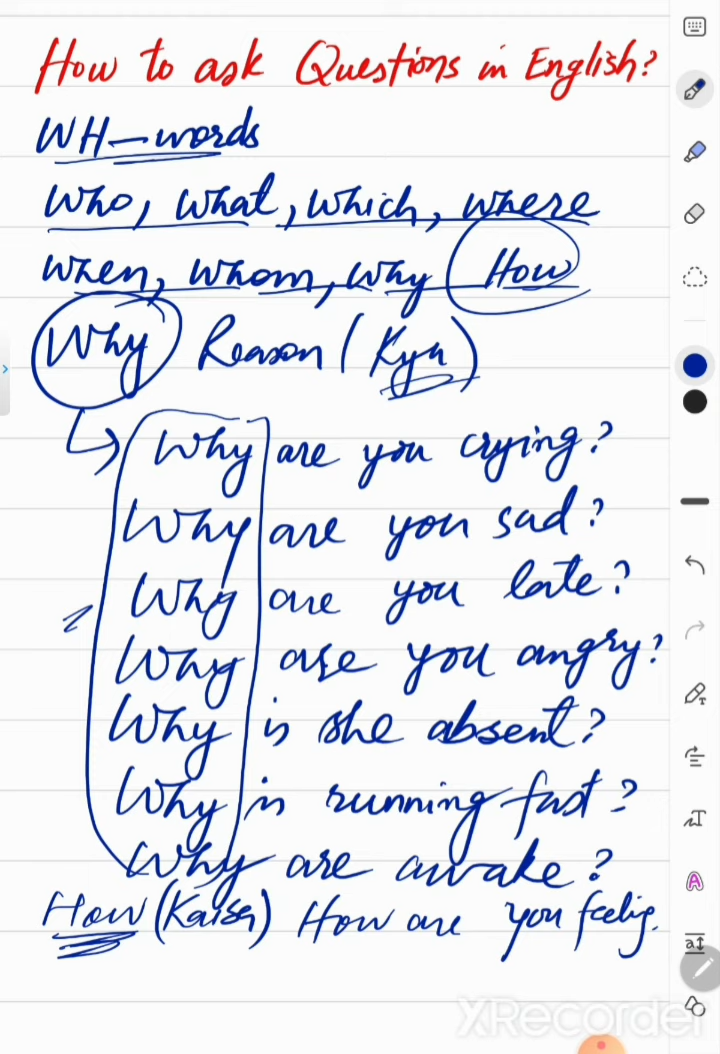 How to ask Questions in English?
WH-words
Who, what, which, where
when, whom, why How
Why Reason (Kyu)
Why are you crying?
Why are you sad?
Why are you late?
Why are you angry?
Why is she absent?
Why is running fast?
Why are awake?
How (Kaisa) How are you feelig.
XRecorder